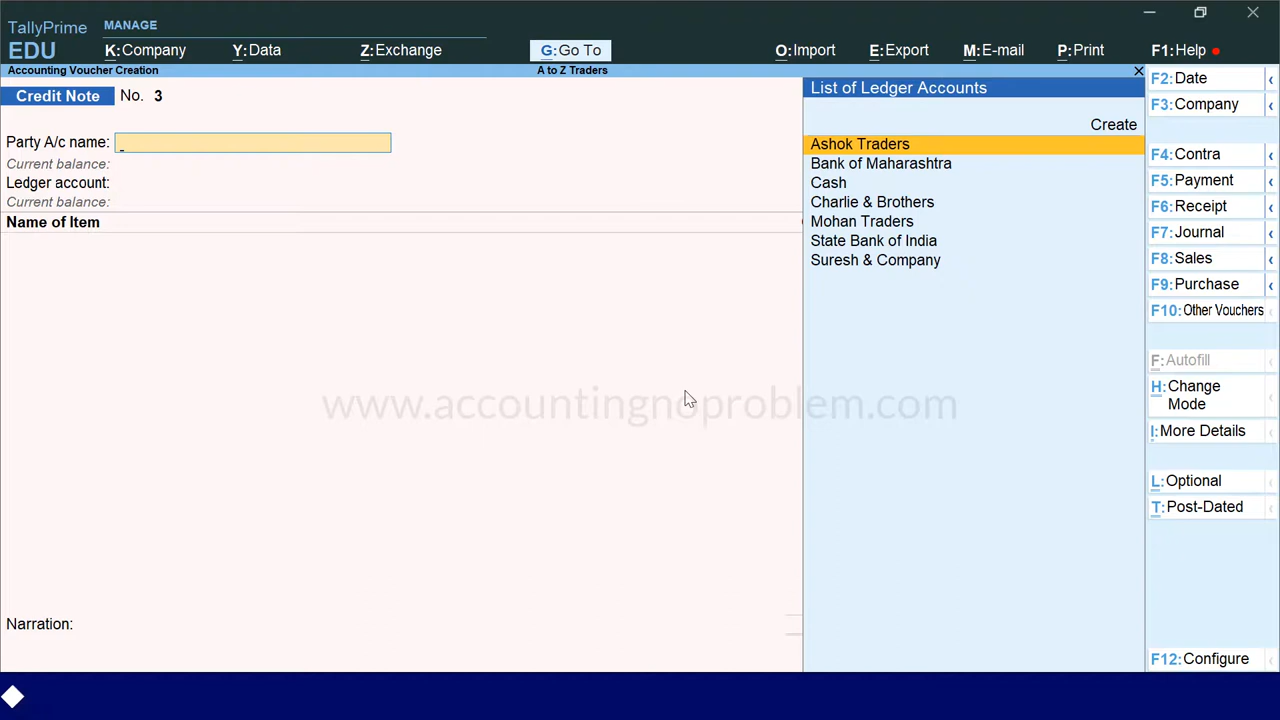 TallyPrime
EDU
MANAGE
K:Company
Y:Data
Z:Exchange
G:Go To
O:Import
E:Export
M:E-mail
P:Print
F1:Help
Accounting Voucher Creation
A to Z Traders
Credit Note No. 3
Party A/c name:
Current balance:
Ledger account:
Current balance:
Name of Item
Narration:
List of Ledger Accounts
Create
Ashok Traders
Bank of Maharashtra
Cash
Charlie & Brothers
Mohan Traders
State Bank of India
Suresh & Company
F2:Date
F3:Company
F4:Contra
F5:Payment
F6:Receipt
F7:Journal
F8:Sales
F9:Purchase
F10:Other Vouchers
F:Autofill
H:Change
Mode
I:More Details
L:Optional
T:Post-Dated
F12:Configure
www.accountingnoproblem.com